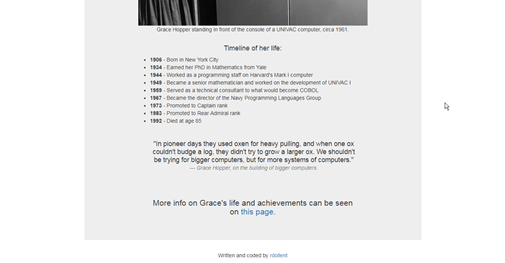 Grace Hopper standing in front of the console of a UNIVAC computer, circa 1961.
Timeline of her life:
• 1906 - Born in New York City
• 1934 - Earned her PhD in Mathematics from Yale
• 1944 - Worked as a programming staff on Harvard's Mark I computer
• 1949 - Became a senior mathematician and worked on the development of UNIVAC I
• 1959 - Served as a technical consultant to what would become COBOL
• 1967 - Became the director of the Navy Programming Languages Group
• 1973 - Promoted to Captain rank
• 1983 - Promoted to Rear Admiral rank
• 1992 - Died at age 85
"In pioneer days they used oxen for heavy pulling, and when one ox
couldn't budge a log, they didn't try to grow a larger ox. We shouldn't
be trying for bigger computers, but for more systems of computers."
— Grace Hopper, on the building of bigger computers.
More info on Grace's life and achievements can be seen
on this page.
Written and coded by